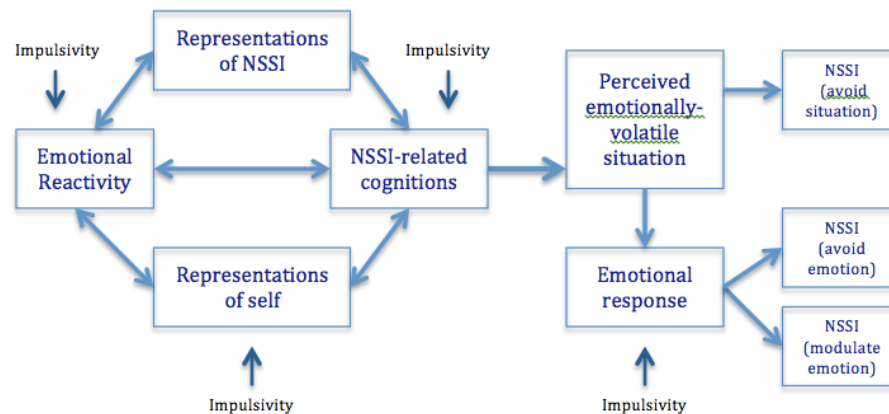 Impulsivity
Representations
of NSSI
Impulsivity
Emotional
Reactivity
NSSI-related
cognitions
Representations
of self
Impulsivity
Perceived
emotionally-
volatile
situation
NSSI
(avoid
situation)
Emotional
response
NSSI
(avoid
emotion)
NSSI
(modulate
emotion)
Impulsivity